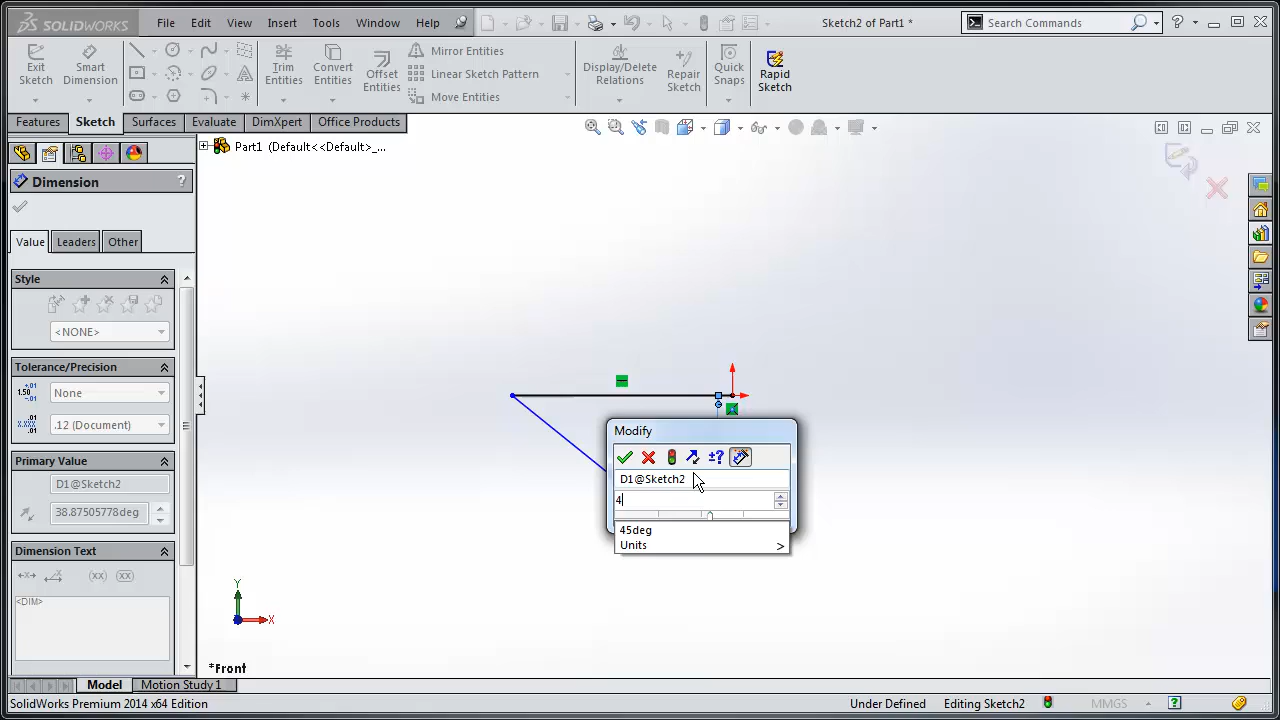 SOLIDWORKS File Edit View Insert Tools Window Help Sketch2 of Part1 * Search Commands
Exit Sketch Smart Dimension Trim Entities Convert Entities Offset Entities Mirror Entities Display/Delete Relations Repair Sketch Quick Snaps Rapid Sketch
Linear Sketch Pattern
Move Entities
Features Sketch Surfaces Evaluate DimXpert Office Products
Part1 (Default<<Default>_...
Dimension ?
Value Leaders Other
Style
<NONE>
Tolerance/Precision
None
.12 (Document)
Primary Value
D1@Sketch2
38.87505778deg
Dimension Text
<DIM>
Modify
D1@Sketch2
4
45deg
Units >
Y
X
*Front
Model Motion Study 1
SolidWorks Premium 2014 x64 Edition Under Defined Editing Sketch2 MMGS